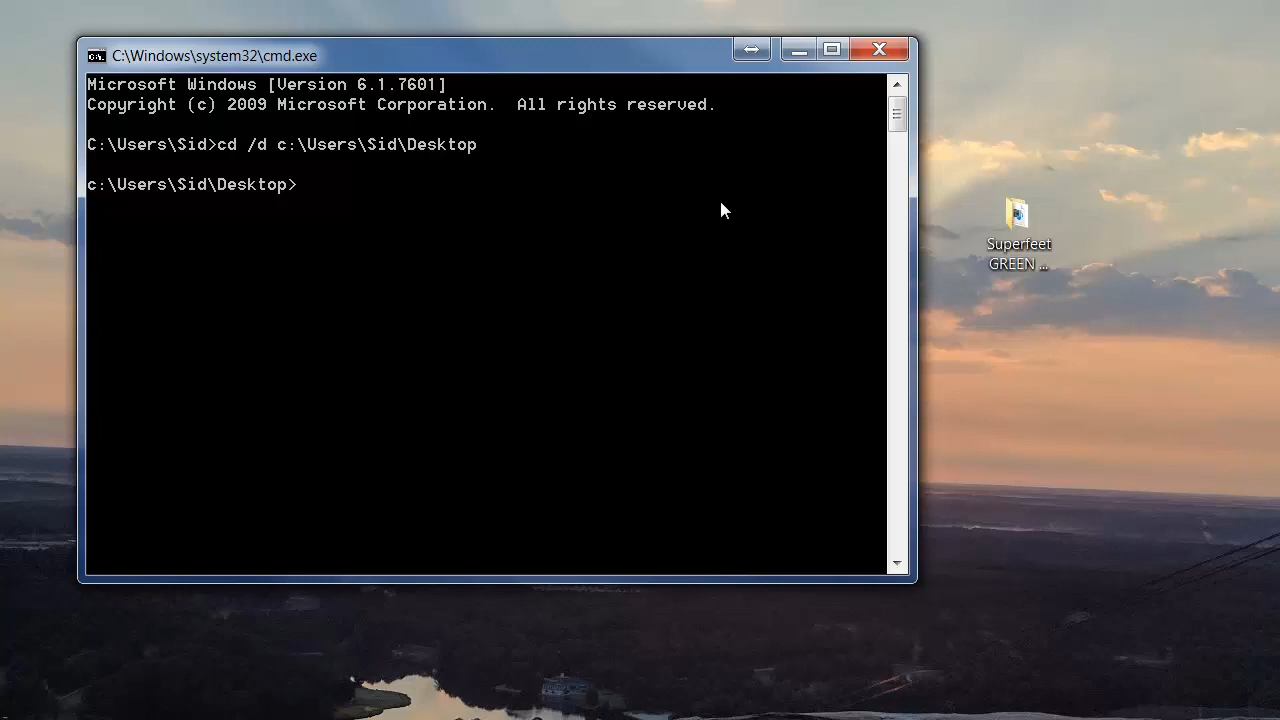 C:\Windows\system32\cmd.exe
Microsoft Windows [Version 6.1.7601]
Copyright (c) 2009 Microsoft Corporation.  All rights reserved.
C:\Users\Sid>cd /d c:\Users\Sid\Desktop
c:\Users\Sid\Desktop>
Superfeet
GREEN ...